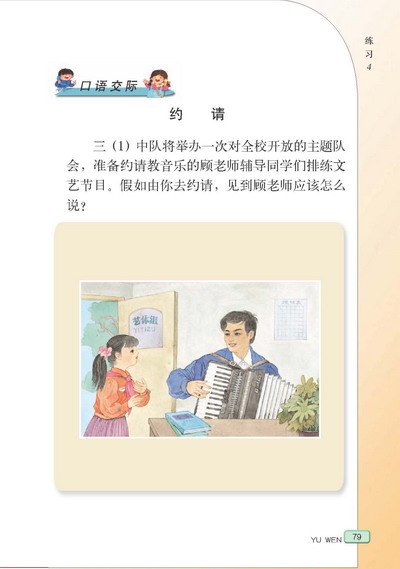 练习4
口语交际
约 请
三（1）中队将举办一次对全校开放的主题队
会，准备约请教音乐的顾老师辅导同学们排练文
艺节目。假如由你去约请，见到顾老师应该怎么
说？
艺体组
YU WEN 79